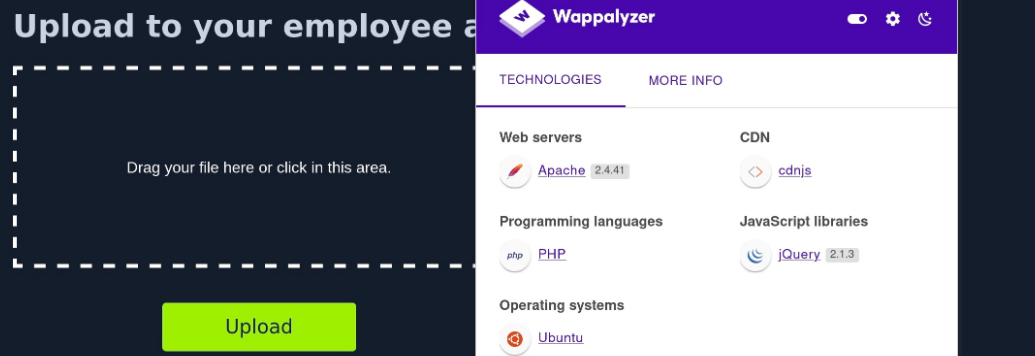 Upload to your employee a
Drag your file here or click in this area.
Upload
Wappalyzer
TECHNOLOGIES MORE INFO
Web servers
Apache 2.4.41
CDN
cdnjs
Programming languages
php PHP
JavaScript libraries
jQuery 2.1.3
Operating systems
Ubuntu